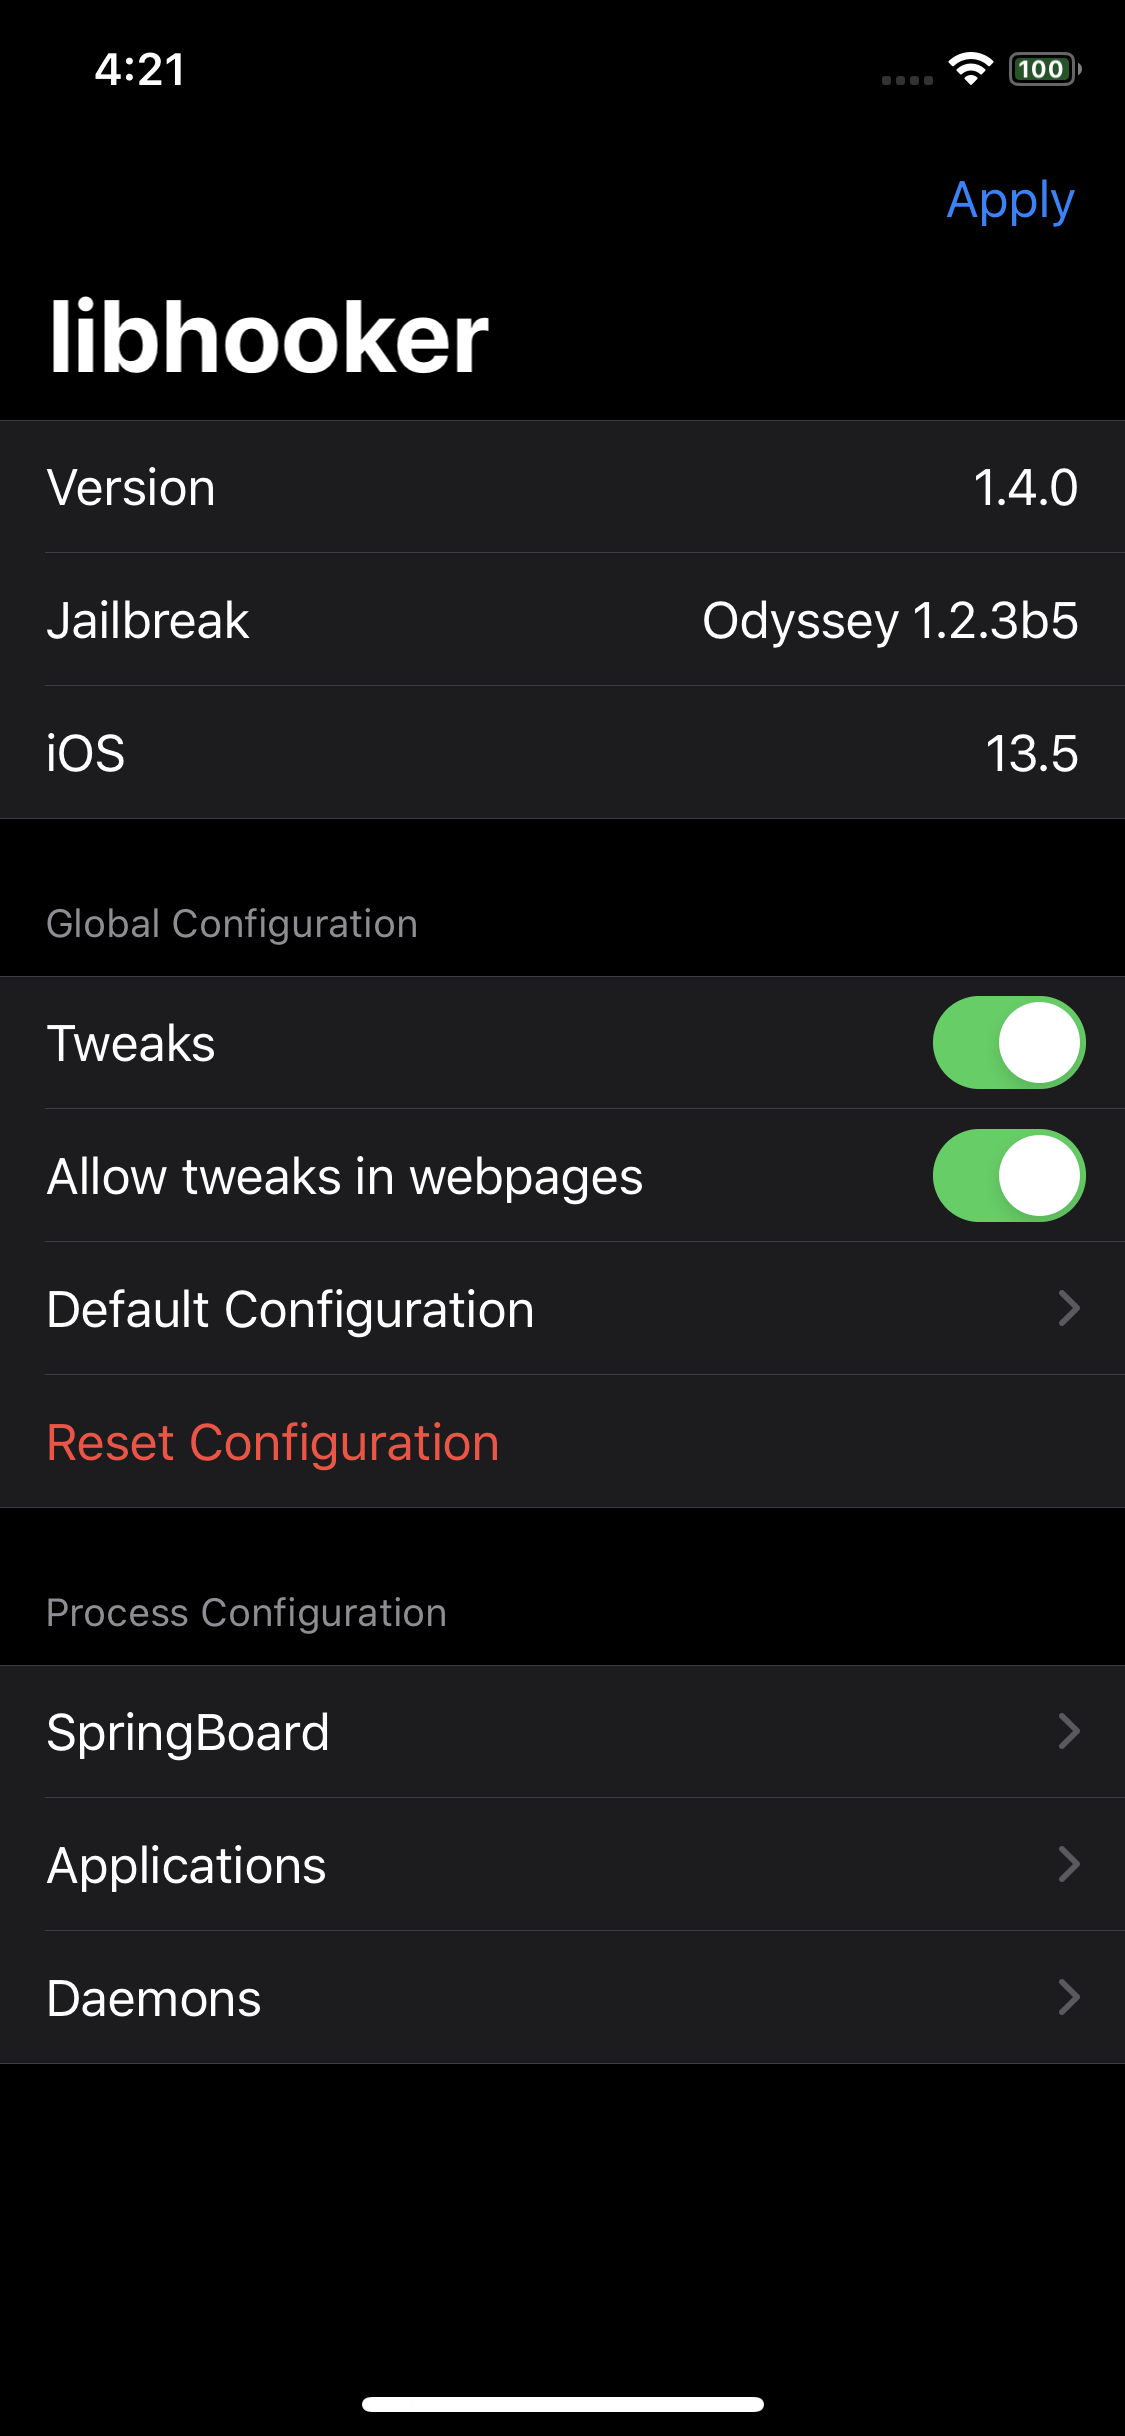 4:21
100
Apply
libhooker
Version 1.4.0
Jailbreak Odyssey 1.2.3b5
iOS 13.5
Global Configuration
Tweaks
Allow tweaks in webpages
Default Configuration
Reset Configuration
Process Configuration
SpringBoard
Applications
Daemons